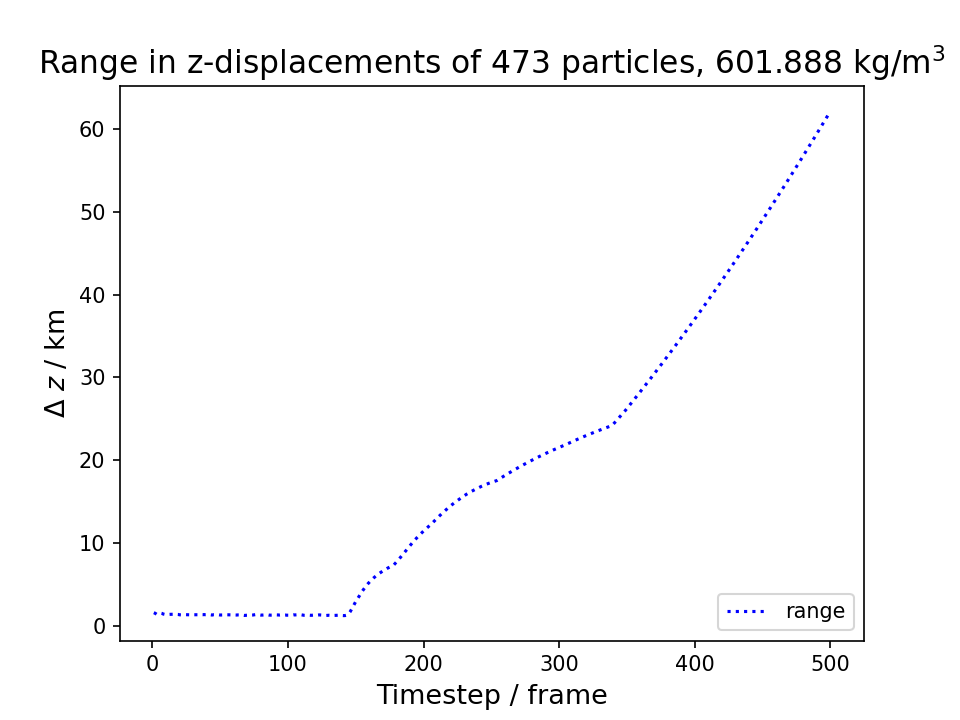 Range in z-displacements of 473 particles, 601.888 kg/m³
Δ z / km
60
50
40
30
20
10
0
0 100 200 300 400 500
Timestep / frame
range